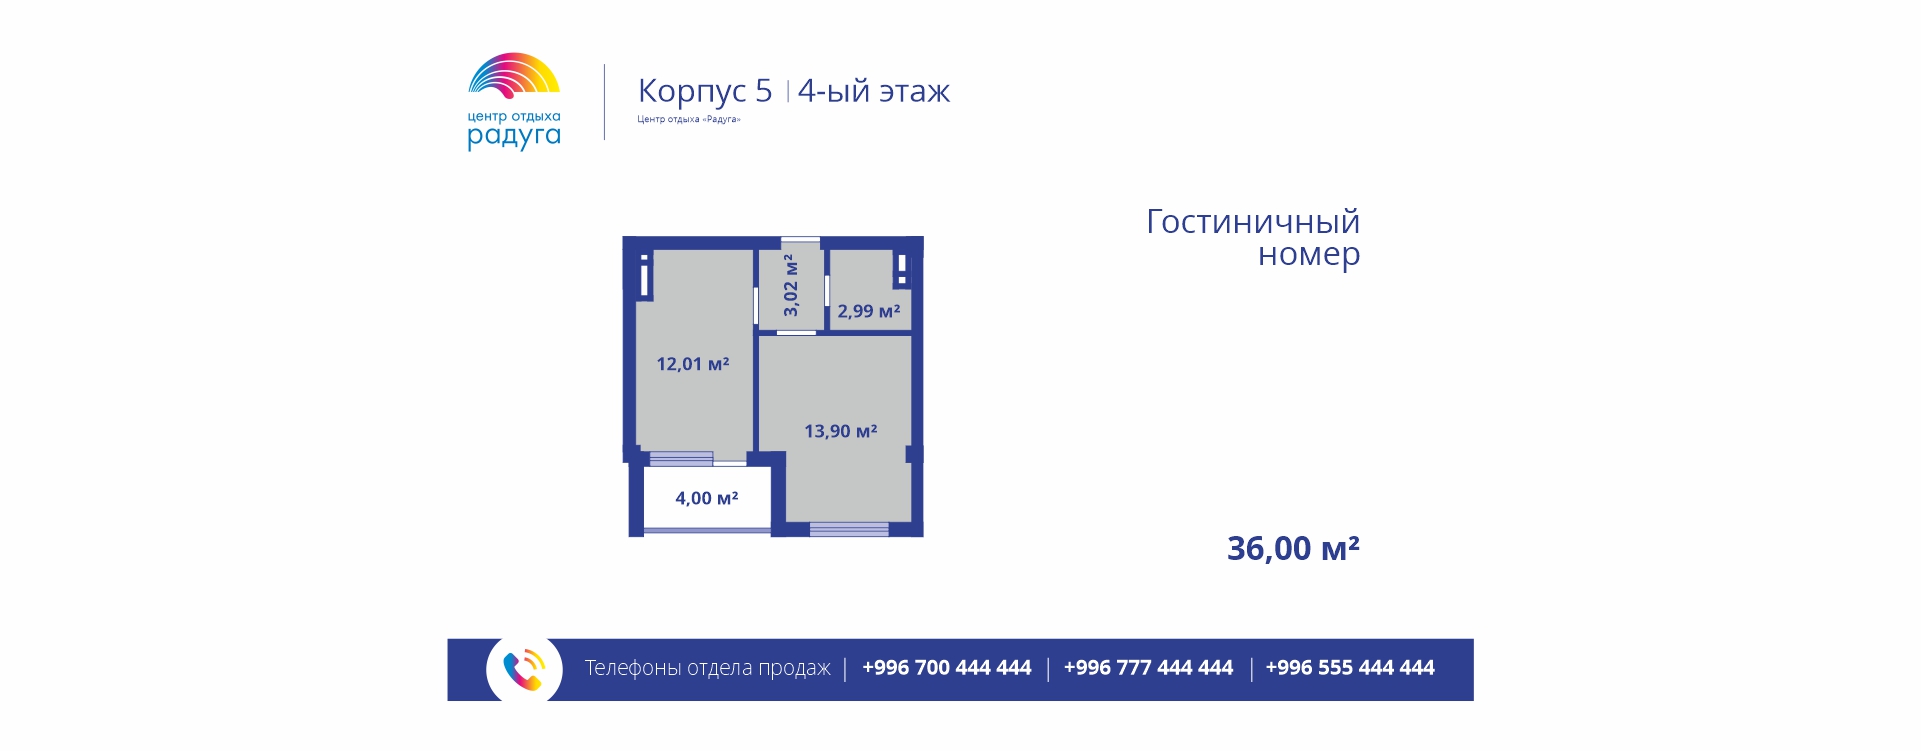 центр отдыха
радуга
Корпус 5 | 4-ый этаж
Центр отдыха «Радуга»
Гостиничный
номер
3,02 м²
2,99 м²
12,01 м²
13,90 м²
4,00 м²
36,00 м²
Телефоны отдела продаж | +996 700 444 444 | +996 777 444 444 | +996 555 444 444